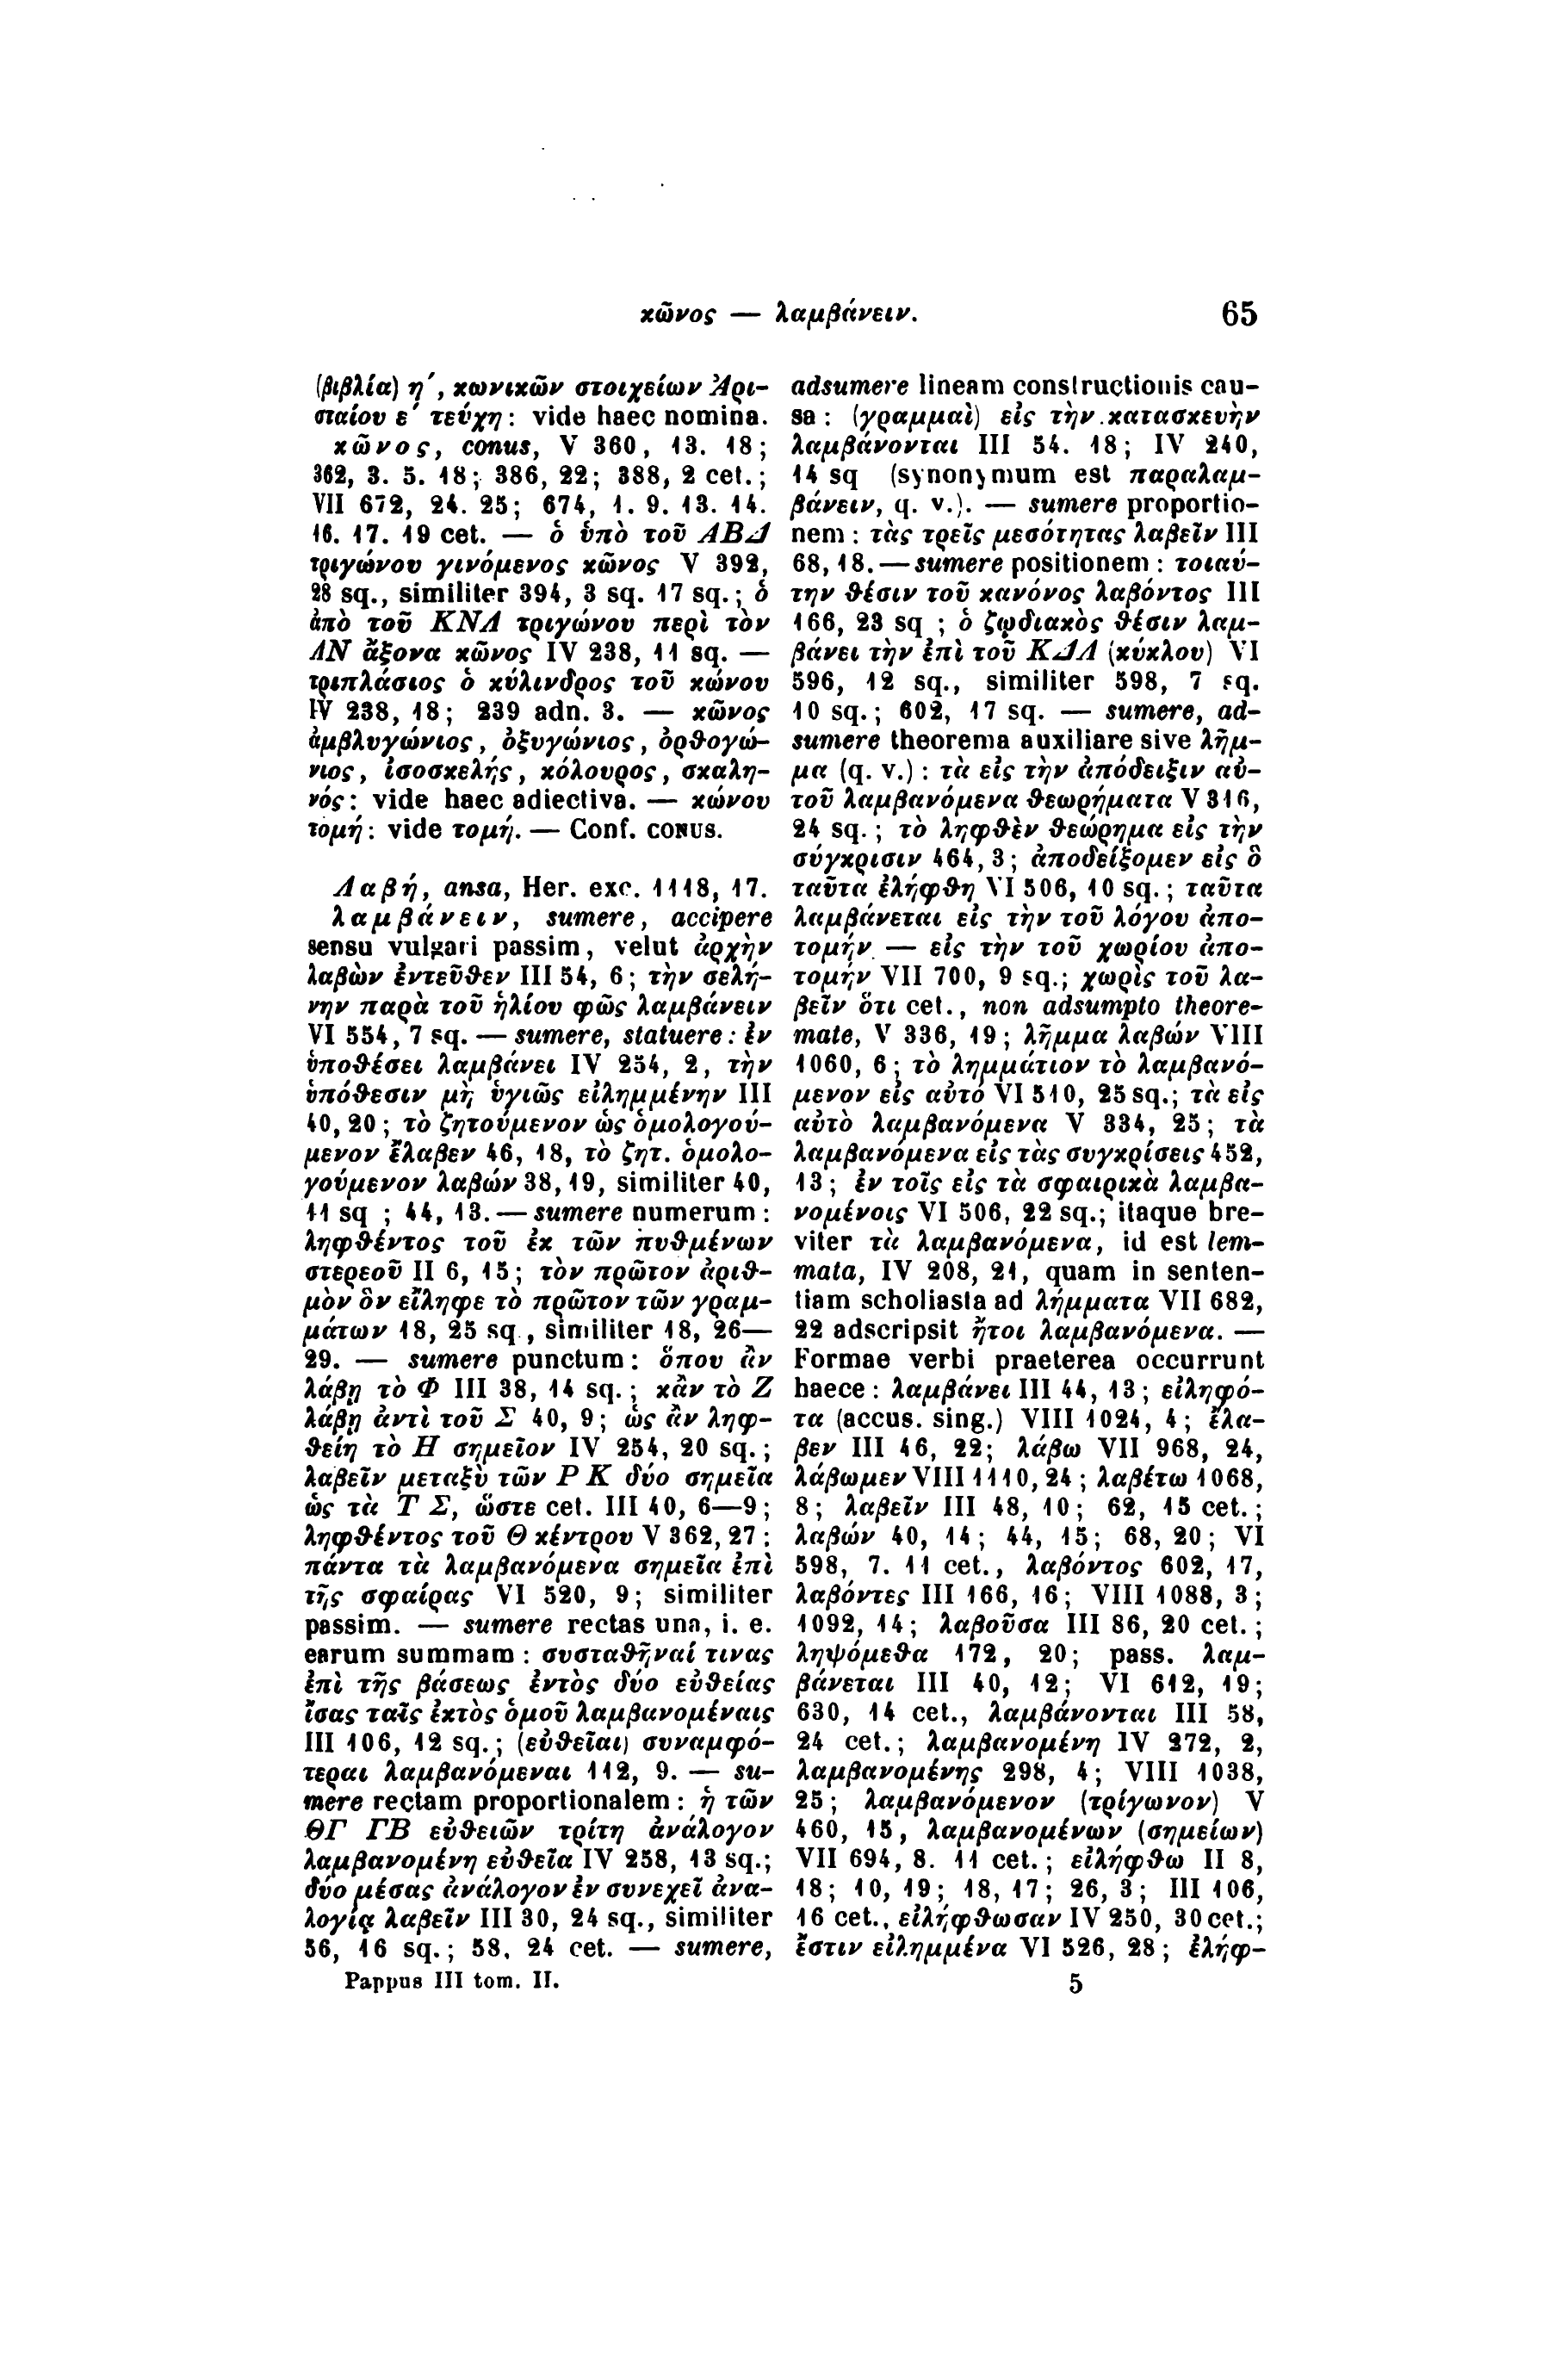 κῶνος — λαμβάνειν. 65
(βιβλία) η', κωνικῶν στοιχείων Ἀρι-
σταίου ε' τεύχη: vide haec nomina.
κῶνος, conus, V 360, 13. 18;
362, 3. 5. 18; 386, 22; 388, 2 cet.;
VII 672, 24. 25; 674, 1. 9. 13. 14.
16. 17. 19 cet. — ὁ ὑπὸ τοῦ ΑΒΔ
τριγώνου γινόμενος κῶνος V 392,
28 sq., similiter 394, 3 sq. 17 sq.; ὁ
ἀπὸ τοῦ ΚΝΛ τριγώνου περὶ τὸν
ΛΝ ἄξονα κῶνος IV 238, 11 sq. —
τριπλάσιος ὁ κύλινδρος τοῦ κώνου
IV 238, 18; 239 adn. 3. — κῶνος
ἀμβλυγώνιος, ὀξυγώνιος, ὀρθογώ-
νιος, ἰσοσκελής, κόλουρος, σκαλη-
νός: vide haec adiectiva. — κώνου
τομή: vide τομή. — Conf. CONUS.
Λαβή, ansa, Her. exc. 1118, 17.
λαμβάνειν, sumere, accipere
sensu vulgari passim, velut ἀρχὴν
λαβὼν ἐντεῦθεν III 54, 6; τὴν σελή-
νην παρὰ τοῦ ἡλίου φῶς λαμβάνειν
VI 554, 7 sq. — sumere, statuere: ἐν
ὑποθέσει λαμβάνει IV 254, 2, τὴν
ὑπόθεσιν μὴ ὑγιῶς εἰλημμένην III
40, 20; τὸ ζητούμενον ὡς ὁμολογού-
μενον ἔλαβεν 46, 18, τὸ ζητ. ὁμολο-
γούμενον λαβών 38, 19, similiter 40,
11 sq ; 44, 13. — sumere numerum:
ληφθέντος τοῦ ἐκ τῶν πυθμένων
στερεοῦ II 6, 15; τὸν πρῶτον ἀριθ-
μὸν ὃν εἴληφε τὸ πρῶτον τῶν γραμ-
μάτων 18, 25 sq., similiter 18, 26—
29. — sumere punctum: ὅπου ἂν
λάβῃ τὸ Φ III 38, 14 sq.; κἂν τὸ Ζ
λάβῃ ἀντὶ τοῦ Σ 40, 9; ὡς ἂν ληφ-
θείη τὸ Η σημεῖον IV 254, 20 sq.;
λαβεῖν μεταξὺ τῶν Ρ Κ δύο σημεῖα
ὡς τὰ Τ Σ, ὥστε cet. III 40, 6—9;
ληφθέντος τοῦ Θ κέντρου V 362, 27;
πάντα τὰ λαμβανόμενα σημεῖα ἐπὶ
τῆς σφαίρας VI 520, 9; similiter
passim. — sumere rectas una, i. e.
earum summam: συσταθῆναί τινας
ἐπὶ τῆς βάσεως ἐντὸς δύο εὐθείας
ἴσας ταῖς ἐκτὸς ὁμοῦ λαμβανομέναις
III 106, 12 sq.; (εὐθεῖαι) συναμφό-
τεραι λαμβανόμεναι 112, 9. — su-
mere rectam proportionalem: ἡ τῶν
ΘΓ ΓΒ εὐθειῶν τρίτη ἀνάλογον
λαμβανομένη εὐθεῖα IV 258, 13 sq.;
δύο μέσας ἀνάλογον ἐν συνεχεῖ ἀνα-
λογίᾳ λαβεῖν III 30, 24 sq., similiter
56, 16 sq.; 58, 24 cet. — sumere,
adsumere lineam constructionis cau-
sa: (γραμμαὶ) εἰς τὴν κατασκευὴν
λαμβάνονται III 54. 18; IV 240,
14 sq (synonymum est παραλαμ-
βάνειν, q. v.). — sumere proportio-
nem: τὰς τρεῖς μεσότητας λαβεῖν III
68, 18. — sumere positionem: τοιαύ-
την θέσιν τοῦ κανόνος λαβόντος III
166, 23 sq ; ὁ ζῳδιακὸς θέσιν λαμ-
βάνει τὴν ἐπὶ τοῦ ΚΔΛ (κύκλου) VI
596, 12 sq., similiter 598, 7 sq.
10 sq.; 602, 17 sq. — sumere, ad-
sumere theorema auxiliare sive λῆμ-
μα (q. v.): τὰ εἰς τὴν ἀπόδειξιν αὐ-
τοῦ λαμβανόμενα θεωρήματα V 316,
24 sq.; τὸ ληφθὲν θεώρημα εἰς τὴν
σύγκρισιν 464, 3; ἀποδείξομεν εἰς ὃ
ταῦτα ἐλήφθη VI 506, 10 sq.; ταῦτα
λαμβάνεται εἰς τὴν τοῦ λόγου ἀπο-
τομήν — εἰς τὴν τοῦ χωρίου ἀπο-
τομήν VII 700, 9 sq.; χωρὶς τοῦ λα-
βεῖν ὅτι cet., non adsumpto theore-
mate, V 336, 19; λῆμμα λαβών VIII
1060, 6; τὸ λημμάτιον τὸ λαμβανό-
μενον εἰς αὐτό VI 510, 25 sq.; τὰ εἰς
αὐτὸ λαμβανόμενα V 334, 25; τὰ
λαμβανόμενα εἰς τὰς συγκρίσεις 452,
13; ἐν τοῖς εἰς τὰ σφαιρικὰ λαμβα-
νομένοις VI 506, 22 sq.; itaque bre-
viter τὰ λαμβανόμενα, id est lem-
mata, IV 208, 21, quam in senten-
tiam scholiasta ad λήμματα VII 682,
22 adscripsit ἤτοι λαμβανόμενα. —
Formae verbi praeterea occurrunt
haece: λαμβάνει III 44, 13; εἰληφό-
τα (accus. sing.) VIII 1024, 4; ἔλα-
βεν III 46, 22; λάβω VII 968, 24,
λάβωμεν VIII 1110, 24; λαβέτω 1068,
8; λαβεῖν III 48, 10; 62, 15 cet.;
λαβών 40, 14; 44, 15; 68, 20; VI
598, 7. 11 cet., λαβόντος 602, 17,
λαβόντες III 166, 16; VIII 1088, 3;
1092, 14; λαβοῦσα III 86, 20 cet.;
ληψόμεθα 172, 20; pass. λαμ-
βάνεται III 40, 12; VI 612, 19;
630, 14 cet., λαμβάνονται III 58,
24 cet.; λαμβανομένη IV 272, 2,
λαμβανομένης 298, 4; VIII 1038,
25; λαμβανόμενον (τρίγωνον) V
460, 15, λαμβανομένων (σημείων)
VII 694, 8. 11 cet.; εἰλήφθω II 8,
18; 10, 19; 18, 17; 26, 3; III 106,
16 cet., εἰλήφθωσαν IV 250, 30 cet.;
ἔστιν εἰλημμένα VI 526, 28; ἐλήφ-
Pappus III tom. II. 5